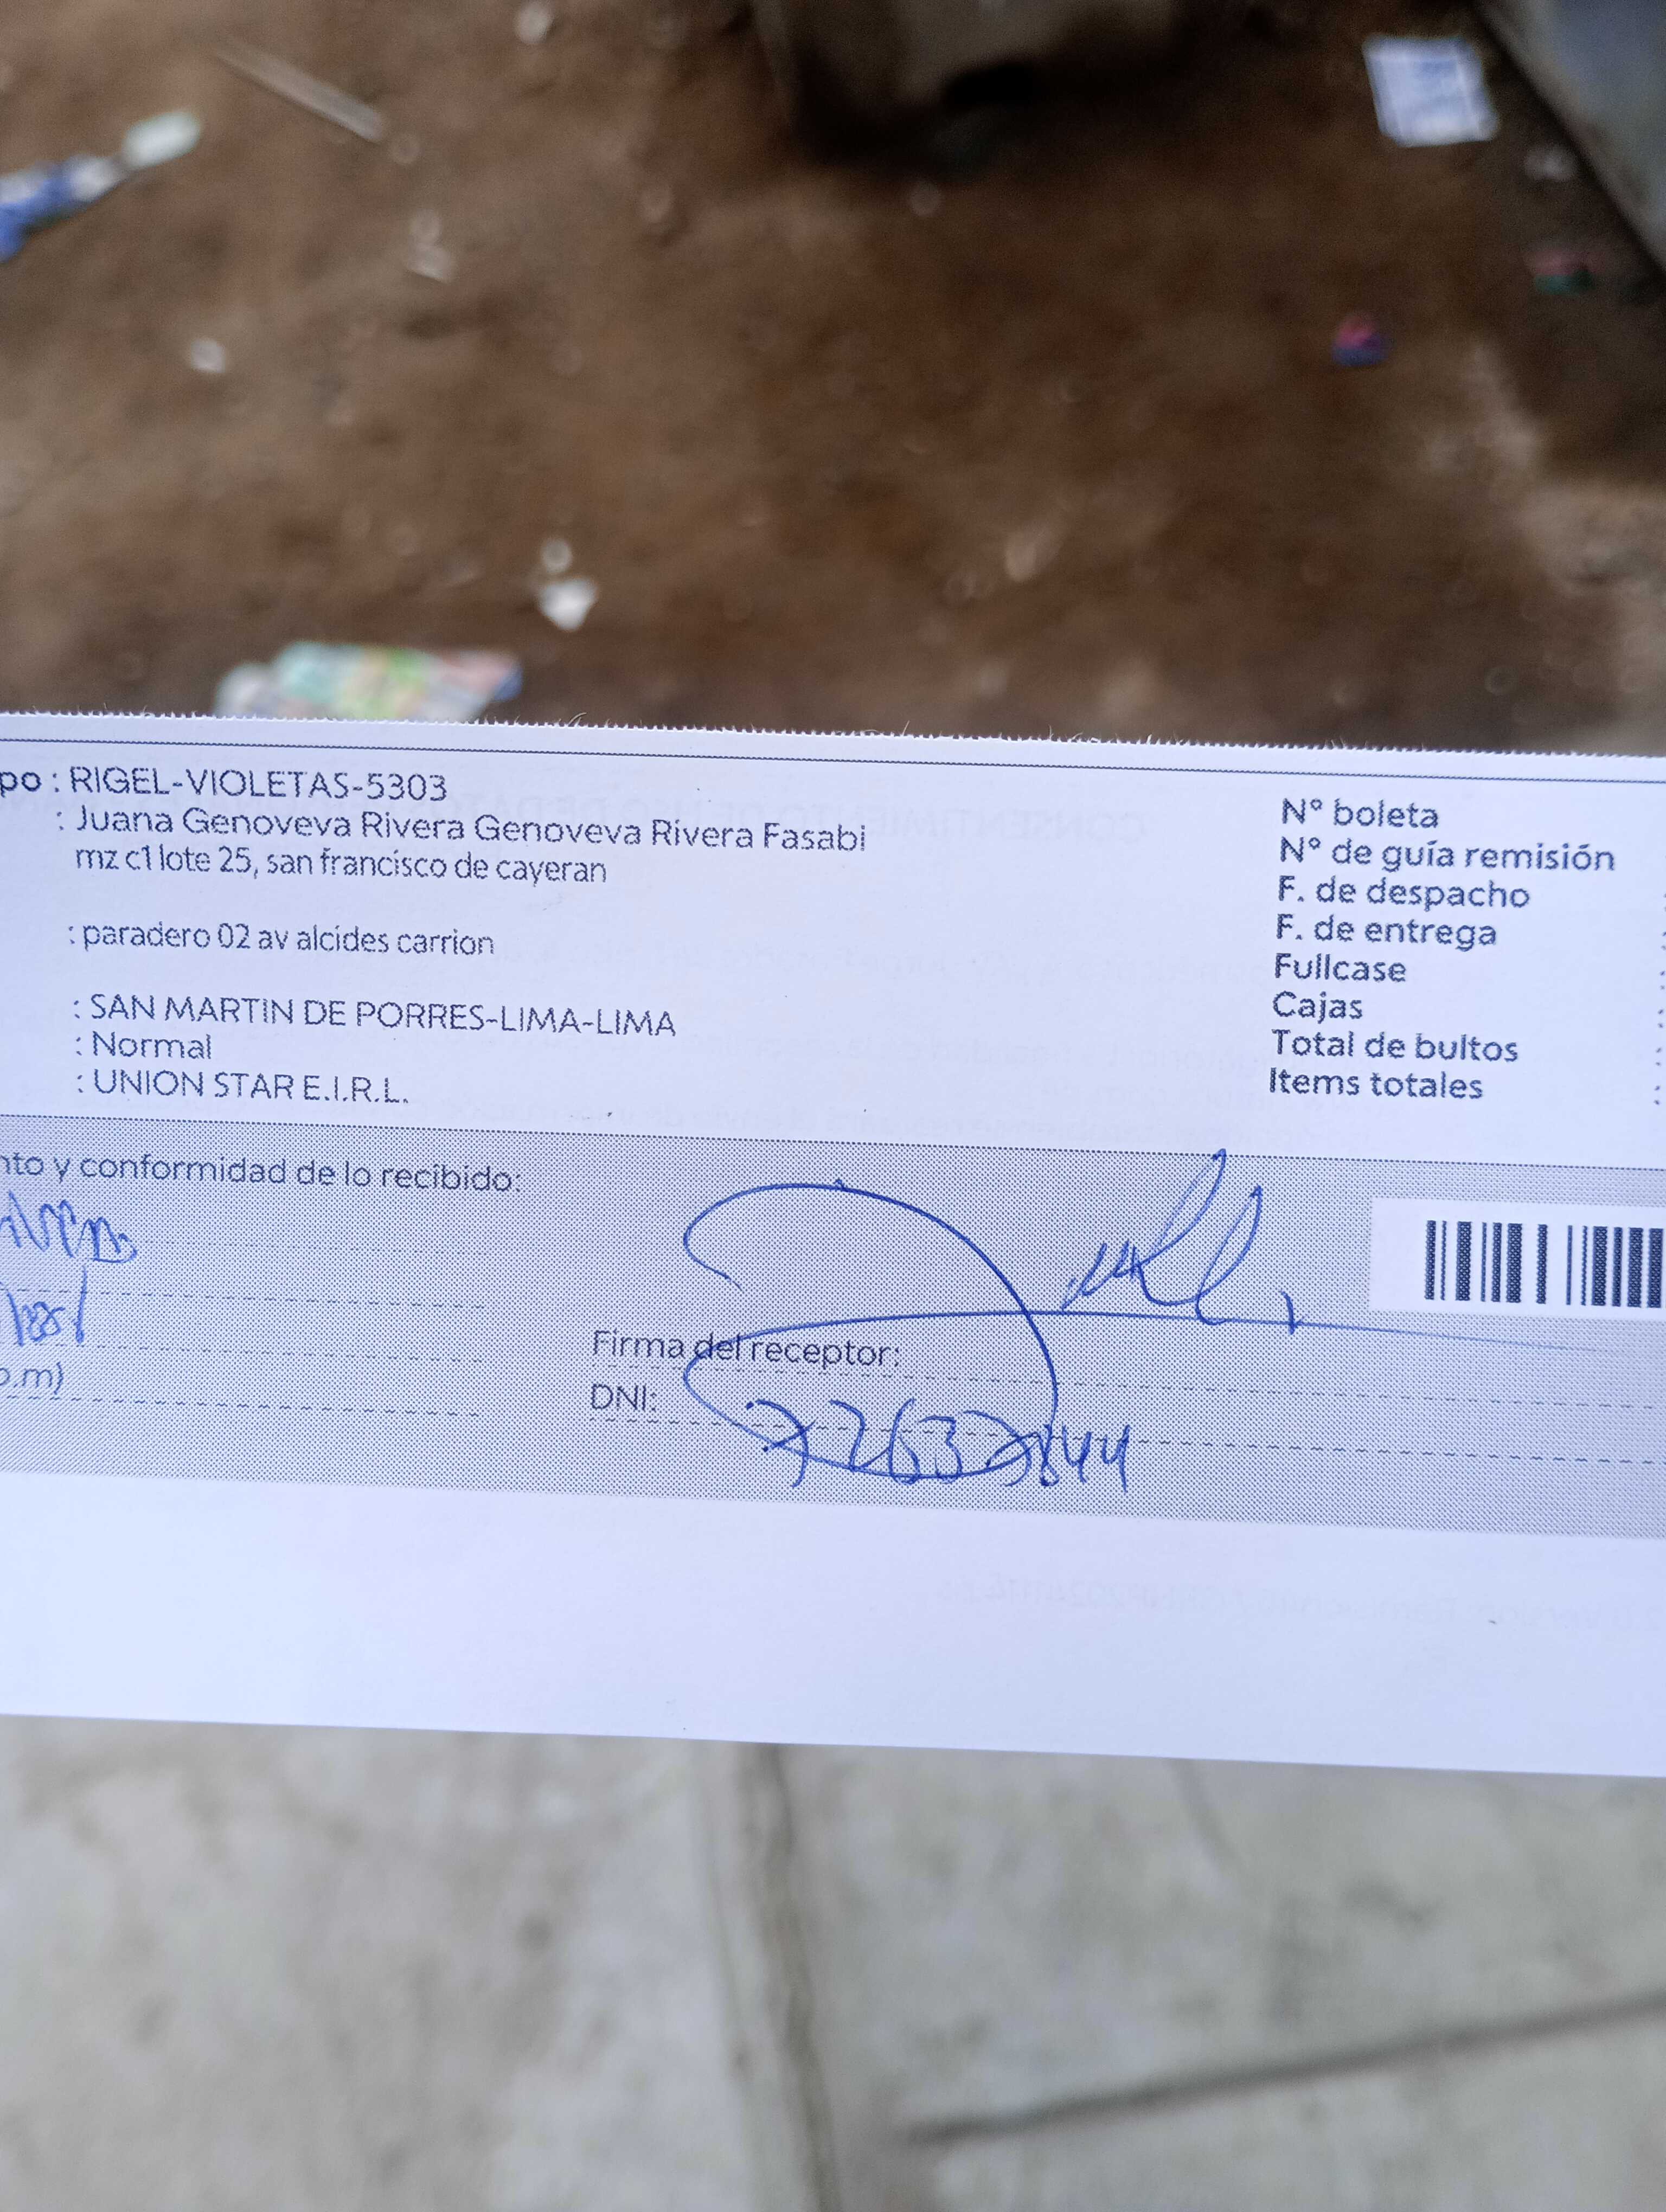 po : RIGEL-VIOLETAS-5303
: Juana Genoveva Rivera Genoveva Rivera Fasabi
mz c1 lote 25, san francisco de cayeran
: paradero 02 av alcides carrion
: SAN MARTIN DE PORRES-LIMA-LIMA
: Normal
: UNION STAR E.I.R.L.
N° boleta
N° de guía remisión
F. de despacho
F. de entrega
Fullcase
Cajas
Total de bultos
Items totales
nto y conformidad de lo recibido:
Firma del receptor:
DNI: 72632844
p.m)